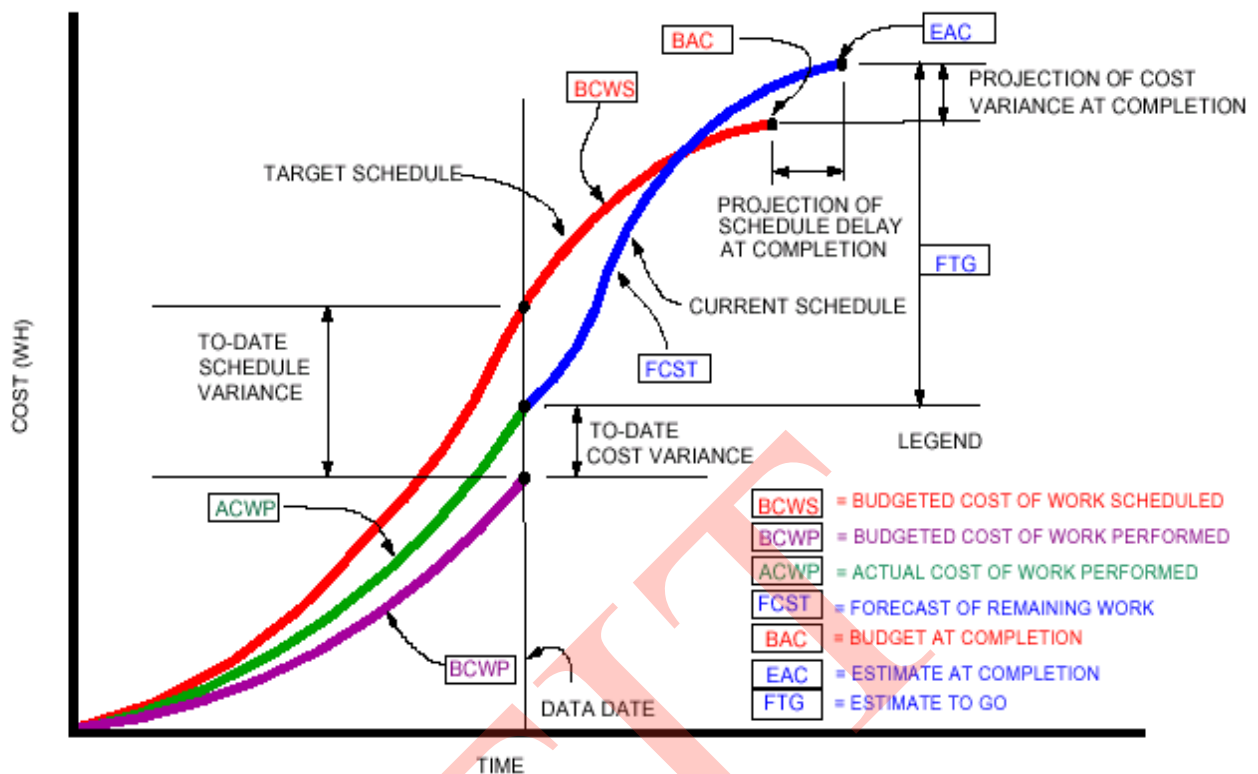 EAC
BAC
PROJECTION OF COST
VARIANCE AT COMPLETION
BCWS
TARGET SCHEDULE
PROJECTION OF
SCHEDULE DELAY
AT COMPLETION
FTG
CURRENT SCHEDULE
TO-DATE
SCHEDULE
VARIANCE
FCST
COST (WH)
TO-DATE
COST VARIANCE
LEGEND
ACWP
BCWS = BUDGETED COST OF WORK SCHEDULED
BCWP = BUDGETED COST OF WORK PERFORMED
ACWP = ACTUAL COST OF WORK PERFORMED
FCST = FORECAST OF REMAINING WORK
BAC = BUDGET AT COMPLETION
EAC = ESTIMATE AT COMPLETION
FTG = ESTIMATE TO GO
BCWP
DATA DATE
TIME